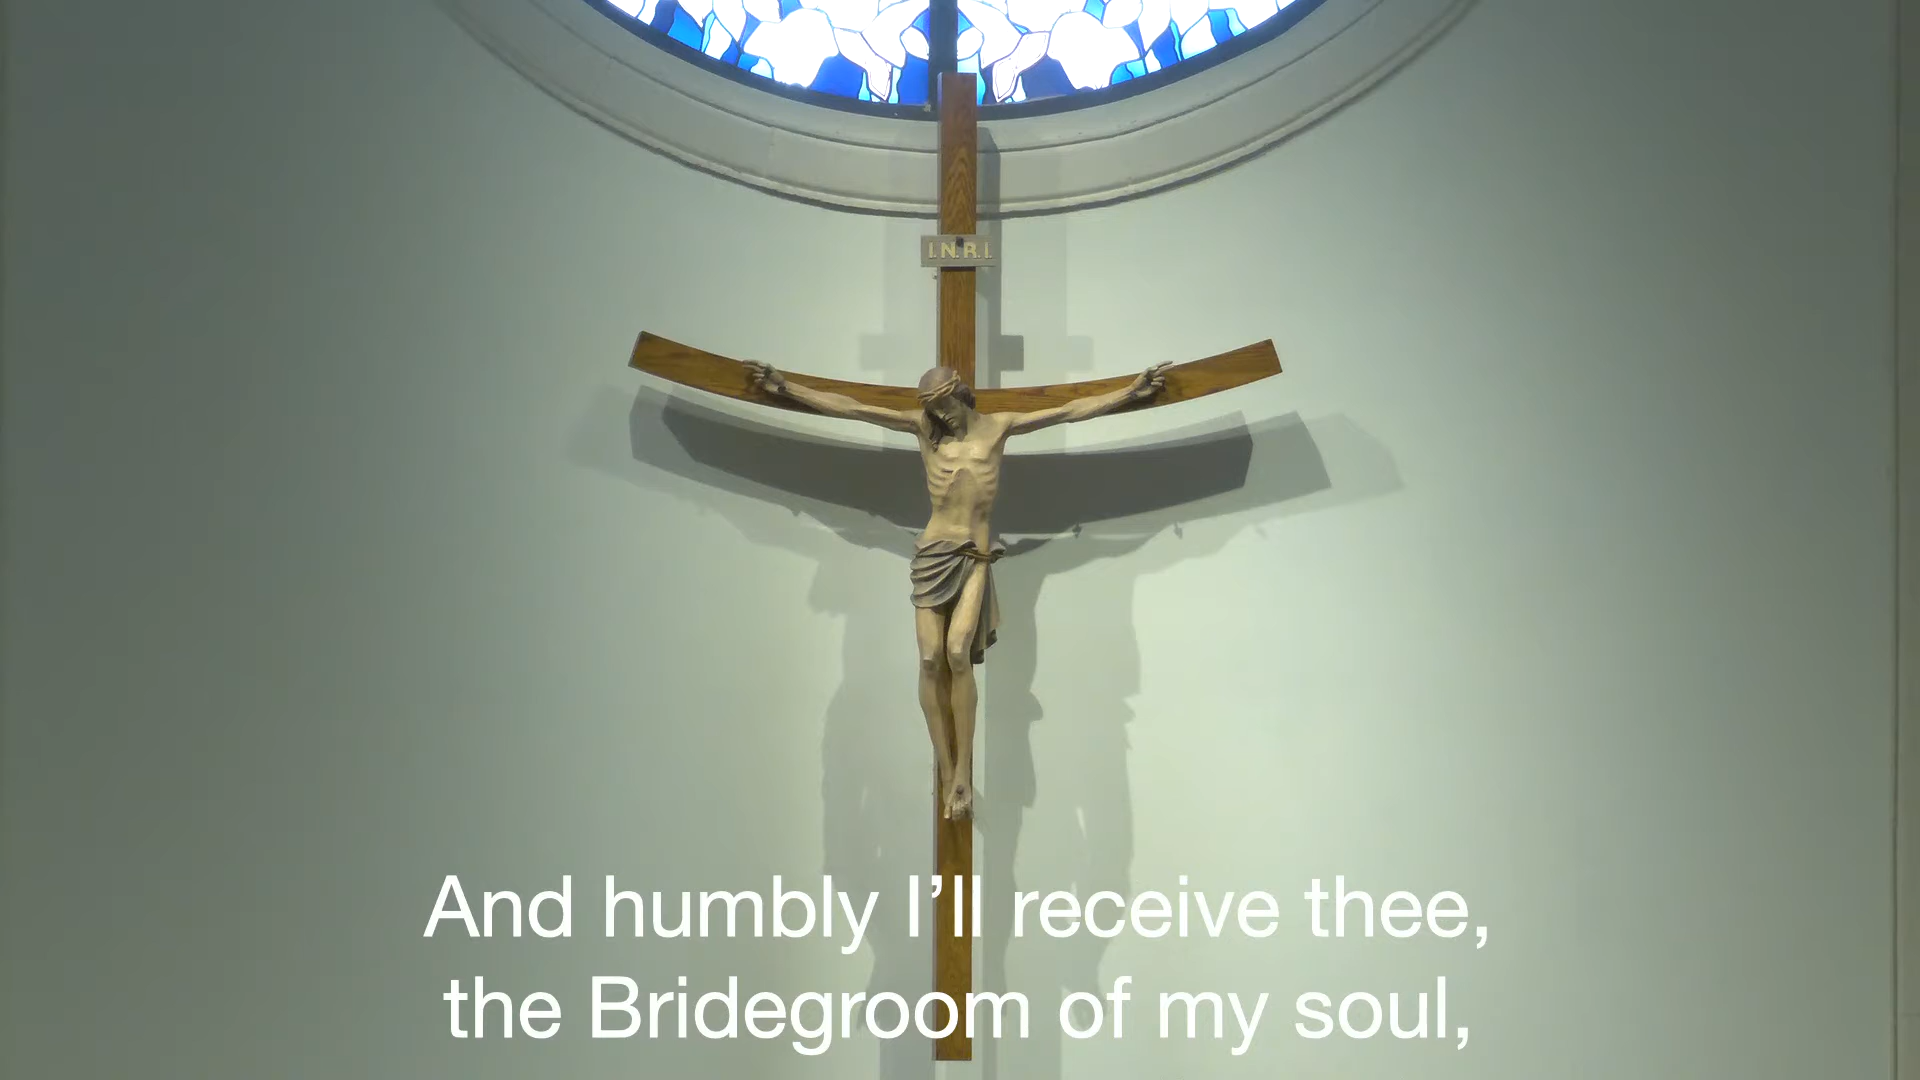 I.N.R.I.
And humbly I’ll receive thee,
the Bridegroom of my soul,